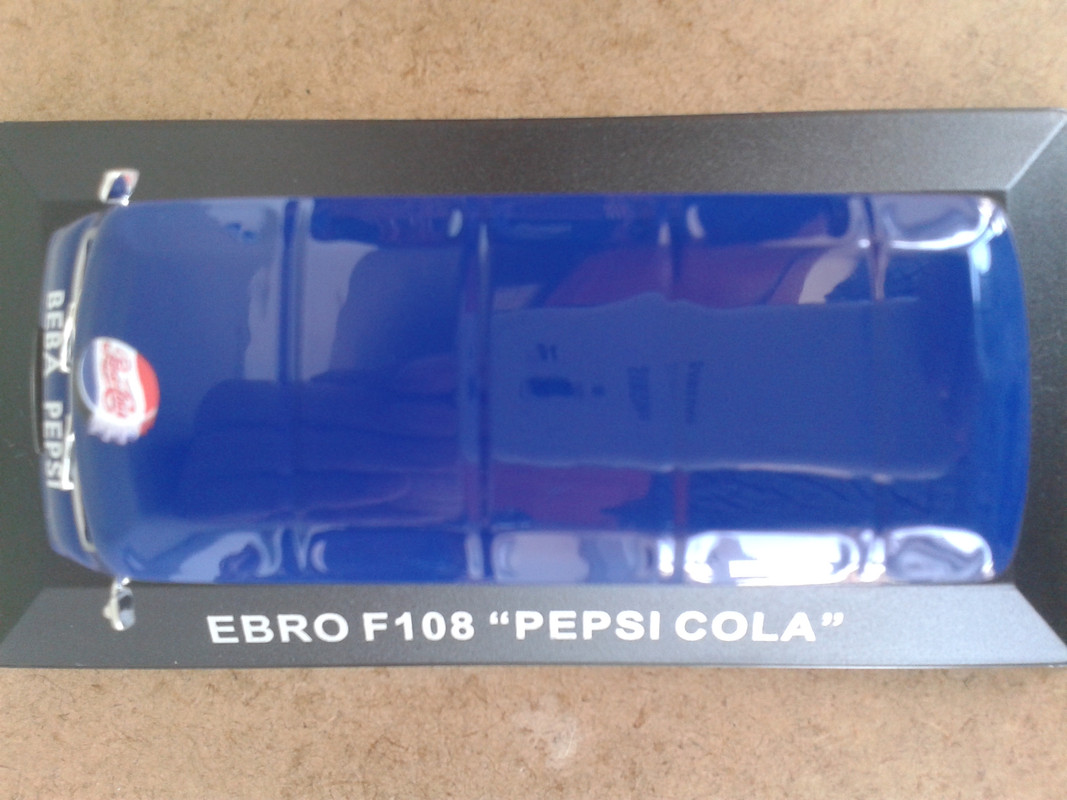 BEBA PEPSI
EBRO F108 “PEPSI COLA”